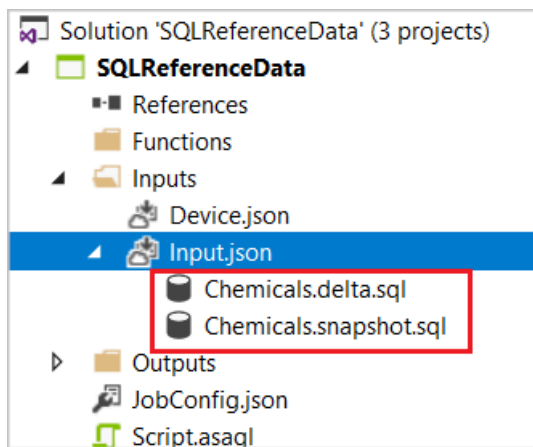 Solution 'SQLReferenceData' (3 projects)
SQLReferenceData
References
Functions
Inputs
Device.json
Input.json
Chemicals.delta.sql
Chemicals.snapshot.sql
Outputs
JobConfig.json
Script.asaql